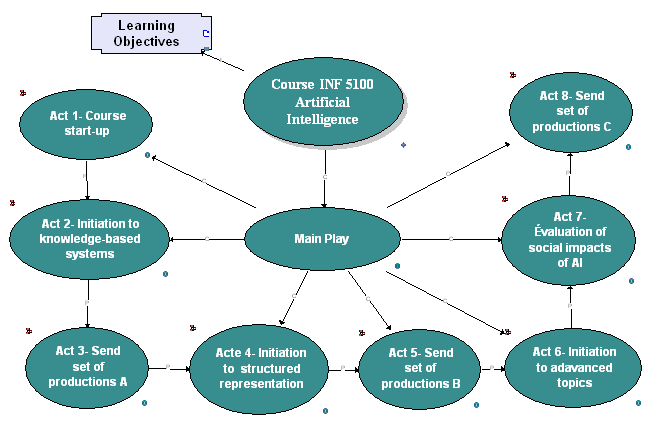 Learning
Objectives
Course INF 5100
Artificial
Intelligence
Act 1- Course
start-up
Act 8- Send
set of
productions C
Act 2- Initiation to
knowledge-based
systems
Main Play
Act 7-
Évaluation of
social impacts
of AI
Act 3- Send
set of
productions A
Acte 4- Initiation
to structured
representation
Act 5- Send
set of
productions B
Act 6- Initiation
to adavanced
topics
C
C
C
C
C
C
C
C
P
P
P
P
P
P
P